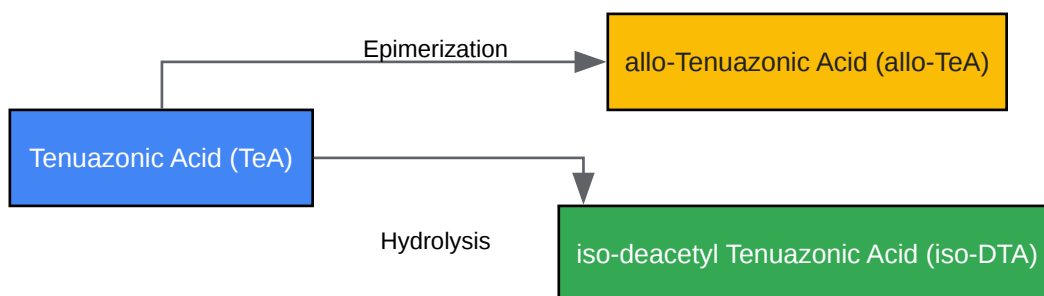 Epimerization
allo-Tenuazonic Acid (allo-TeA)
Tenuazonic Acid (TeA)
Hydrolysis
iso-deacetyl Tenuazonic Acid (iso-DTA)